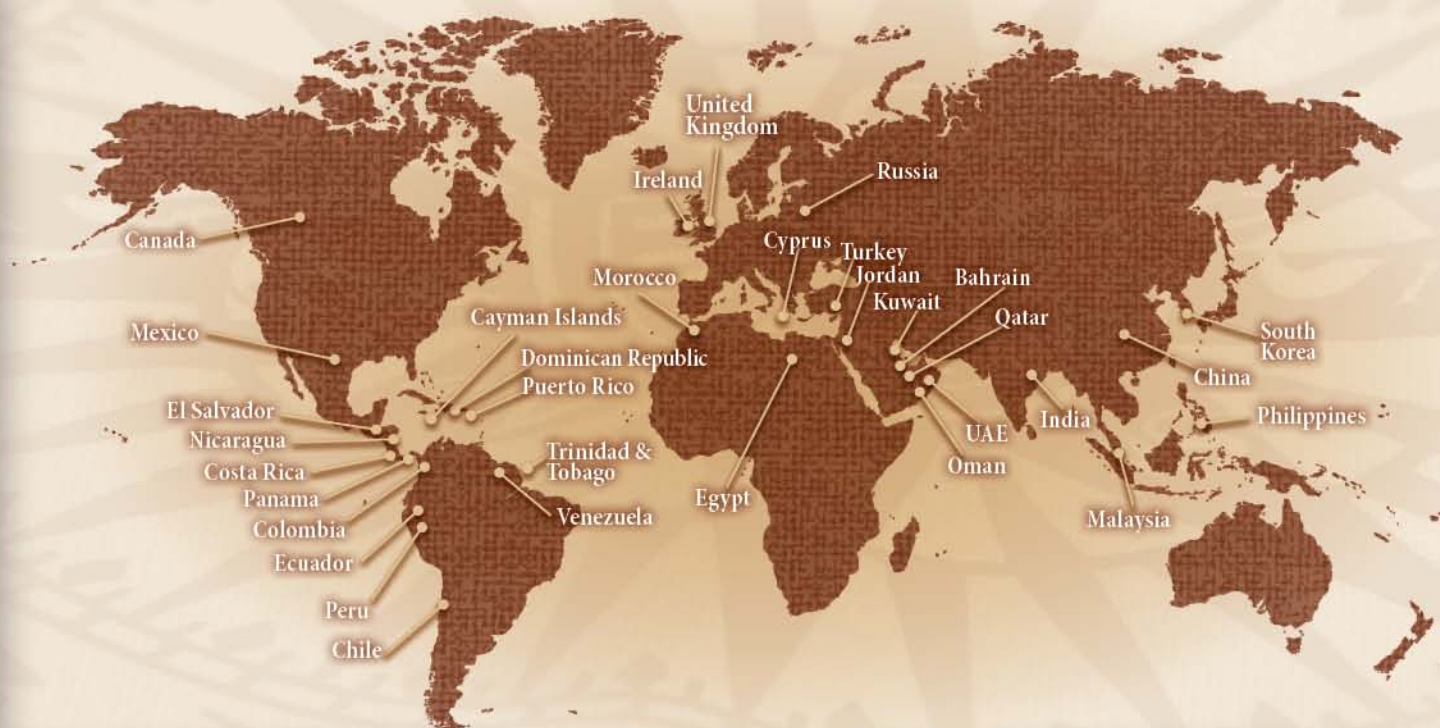 United
Kingdom
Ireland
Russia
Canada
Cyprus
Turkey
Jordan
Bahrain
Morocco
Kuwait
Cayman Islands
Qatar
Mexico
South
Korea
Dominican Republic
China
Puerto Rico
El Salvador
Philippines
India
Nicaragua
UAE
Trinidad &
Tobago
Oman
Costa Rica
Panama
Egypt
Venezuela
Malaysia
Colombia
Ecuador
Peru
Chile